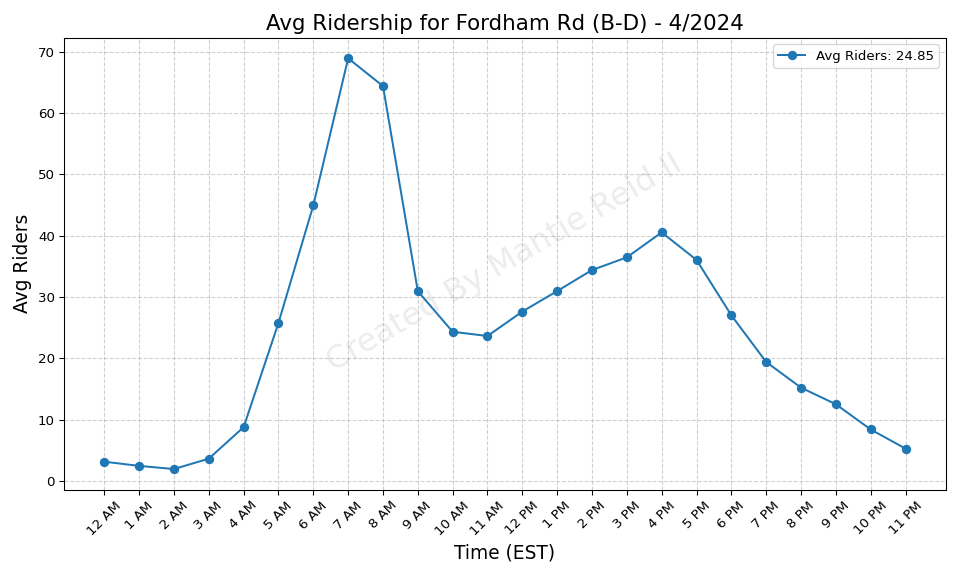 Avg Ridership for Fordham Rd (B-D) - 4/2024
Avg Riders: 24.85
Avg Riders
70
60
50
40
30
20
10
0
Created By Mantie Reid II
12 AM
1 AM
2 AM
3 AM
4 AM
5 AM
6 AM
7 AM
8 AM
9 AM
10 AM
11 AM
12 PM
1 PM
2 PM
3 PM
4 PM
5 PM
6 PM
7 PM
8 PM
9 PM
10 PM
11 PM
Time (EST)